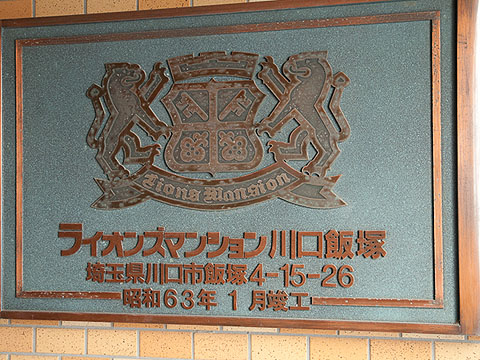 Lions Mansion
ライオンズマンション川口飯塚
埼玉県川口市飯塚4-15-26
昭和63年1月竣工